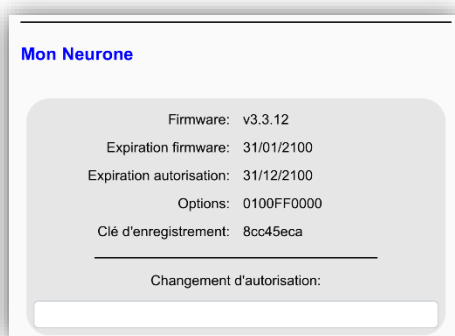 Mon Neurone
Firmware: v3.3.12
Expiration firmware: 31/01/2100
Expiration autorisation: 31/12/2100
Options: 0100FF0000
Clé d'enregistrement: 8cc45eca
Changement d'autorisation: